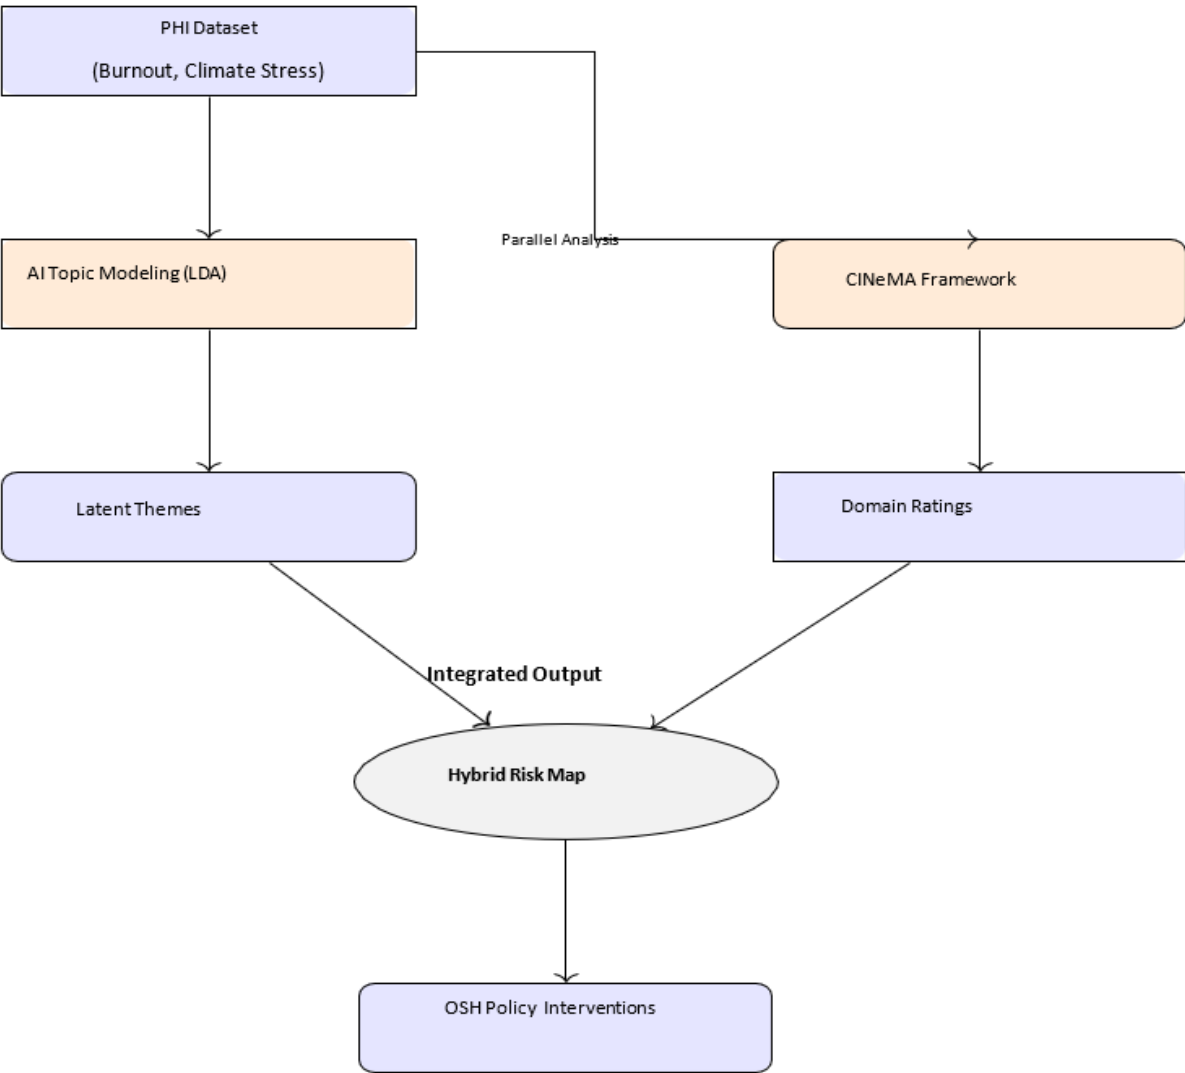 PHI Dataset
(Burnout, Climate Stress)
Parallel Analysis
AI Topic Modeling (LDA)
CINeMA Framework
Latent Themes
Domain Ratings
Integrated Output
Hybrid Risk Map
OSH Policy Interventions